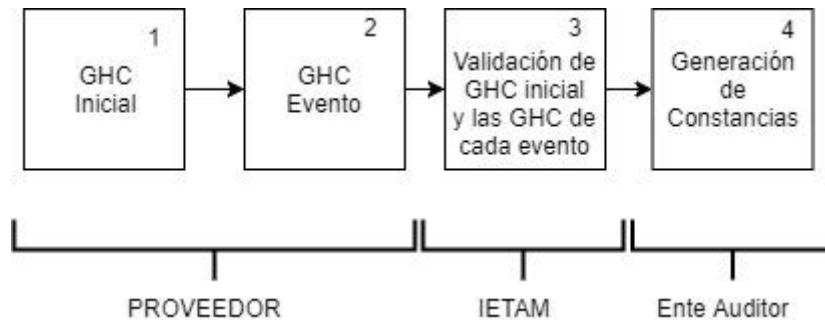 1
GHC
Inicial
2
GHC
Evento
3
Validación de
GHC inicial
y las GHC de
cada evento
4
Generación
de
Constancias
PROVEEDOR
IETAM
Ente Auditor